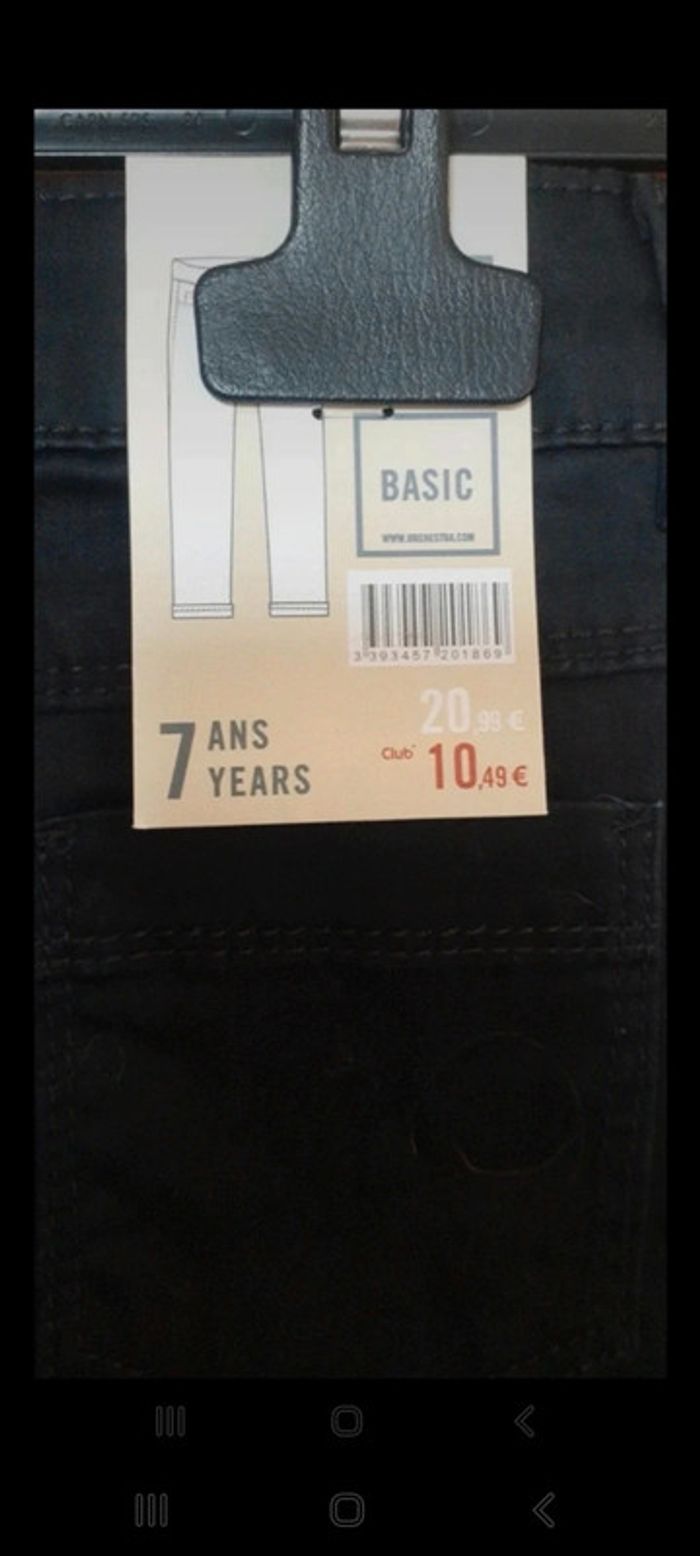 BASIC
WWW.ORCHESTRA.COM
3 393457 201869
20,99 €
7 ANS
YEARS
Club* 10,49 €